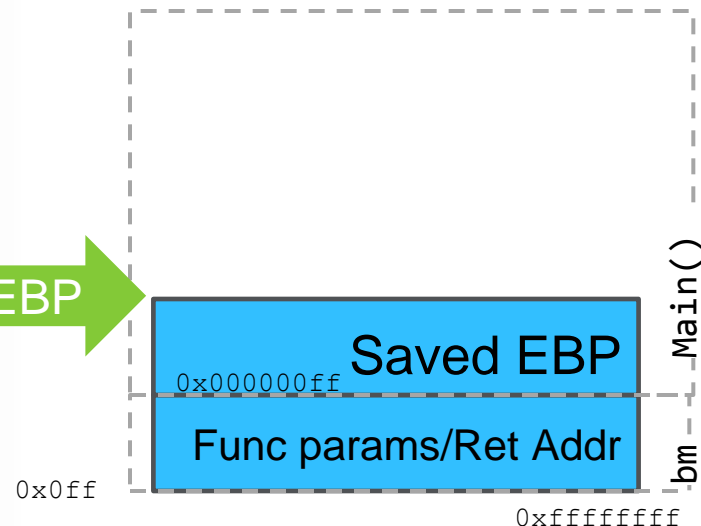 EBP
Saved EBP
0x000000ff
Func params/Ret Addr
0x0ff
0xffffffff
Main()
bm